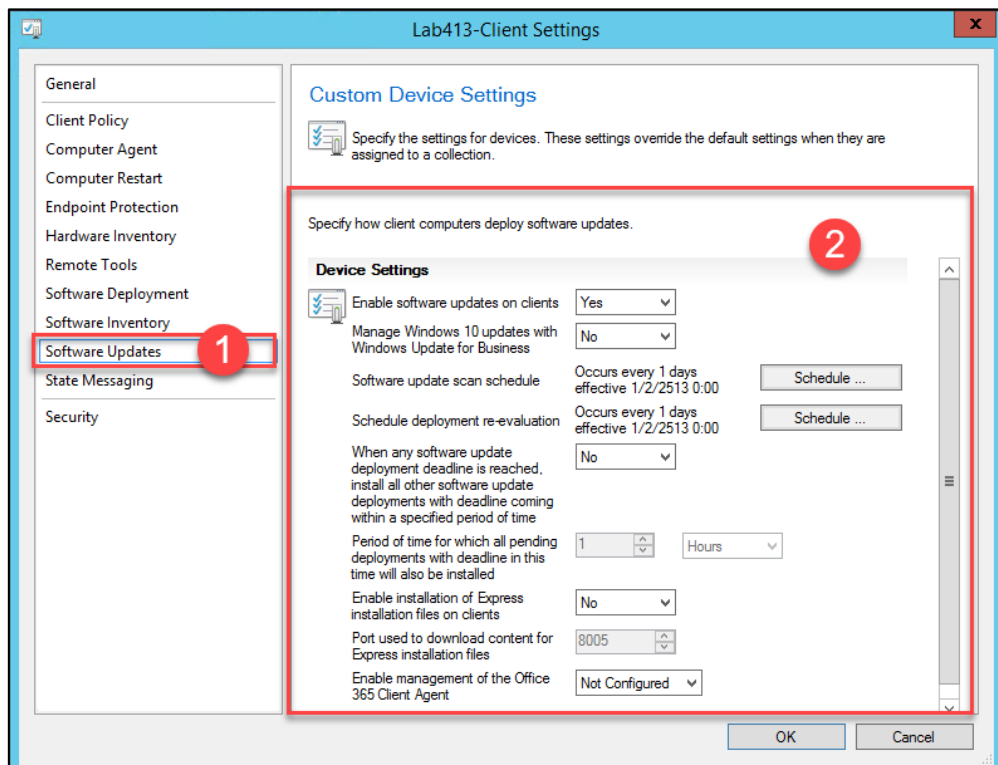 Lab413-Client Settings
x
General
Client Policy
Computer Agent
Computer Restart
Endpoint Protection
Hardware Inventory
Remote Tools
Software Deployment
Software Inventory
Software Updates
1
State Messaging
Security
Custom Device Settings
Specify the settings for devices. These settings override the default settings when they are
assigned to a collection.
2
Specify how client computers deploy software updates.
Device Settings
Enable software updates on clients
Yes
Manage Windows 10 updates with
Windows Update for Business
No
Software update scan schedule
Occurs every 1 days
effective 1/2/2513 0:00
Schedule ...
Schedule deployment re-evaluation
Occurs every 1 days
effective 1/2/2513 0:00
Schedule ...
When any software update
deployment deadline is reached,
install all other software update
deployments with deadline coming
within a specified period of time
No
Period of time for which all pending
deployments with deadline in this
time will also be installed
1
Hours
Enable installation of Express
installation files on clients
No
Port used to download content for
Express installation files
8005
Enable management of the Office
365 Client Agent
Not Configured
OK
Cancel